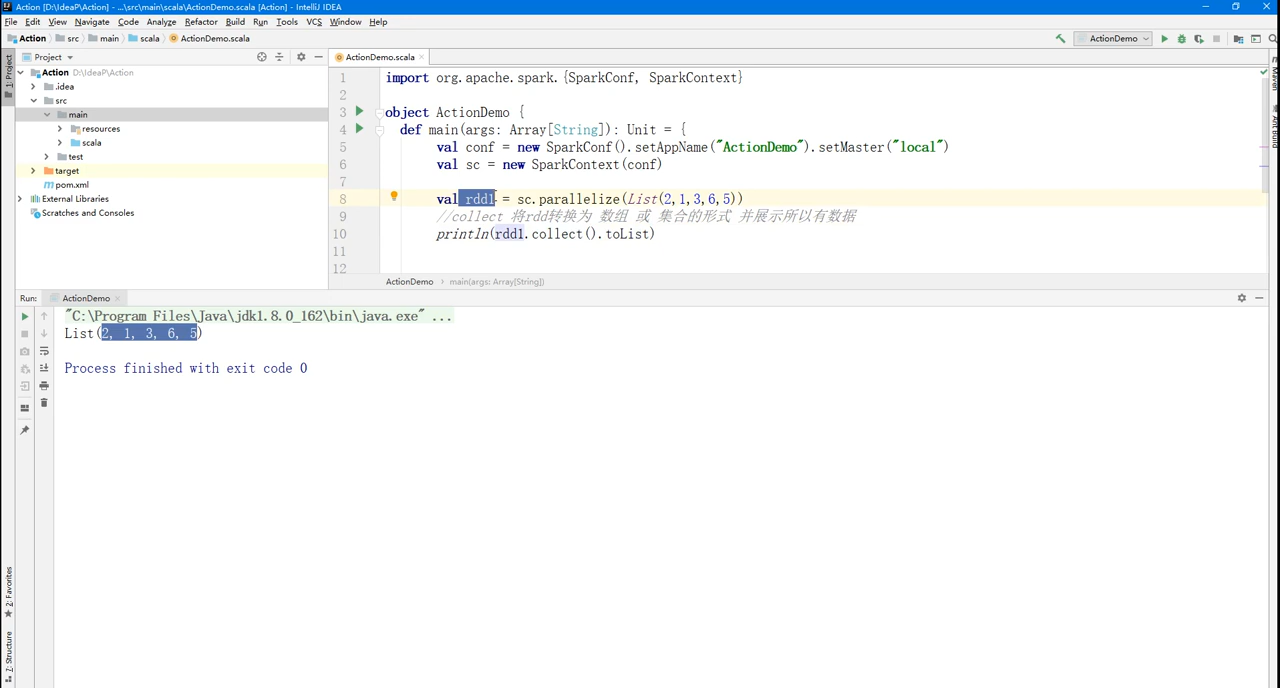 Action [D:\IdeaP\Action] - ...\src\main\scala\ActionDemo.scala [Action] - IntelliJ IDEA
File Edit View Navigate Code Analyze Refactor Build Run Tools VCS Window Help
Action src main scala ActionDemo.scala
ActionDemo
1: Project
Project
Action D:\IdeaP\Action
.idea
src
main
resources
scala
test
target
pom.xml
External Libraries
Scratches and Consoles
ActionDemo.scala
1 import org.apache.spark.{SparkConf, SparkContext}
2
3 object ActionDemo {
4 def main(args: Array[String]): Unit = {
5 val conf = new SparkConf().setAppName("ActionDemo").setMaster("local")
6 val sc = new SparkContext(conf)
7
8 val rdd1 = sc.parallelize(List(2,1,3,6,5))
9 //collect 将rdd转换为 数组 或 集合的形式 并展示所以有数据
10 println(rdd1.collect().toList)
11
12
ActionDemo › main(args: Array[String])
Maven
Run: ActionDemo
"C:\Program Files\Java\jdk1.8.0_162\bin\java.exe" ...
List(2, 1, 3, 6, 5)
Process finished with exit code 0
2: Favorites
7: Structure